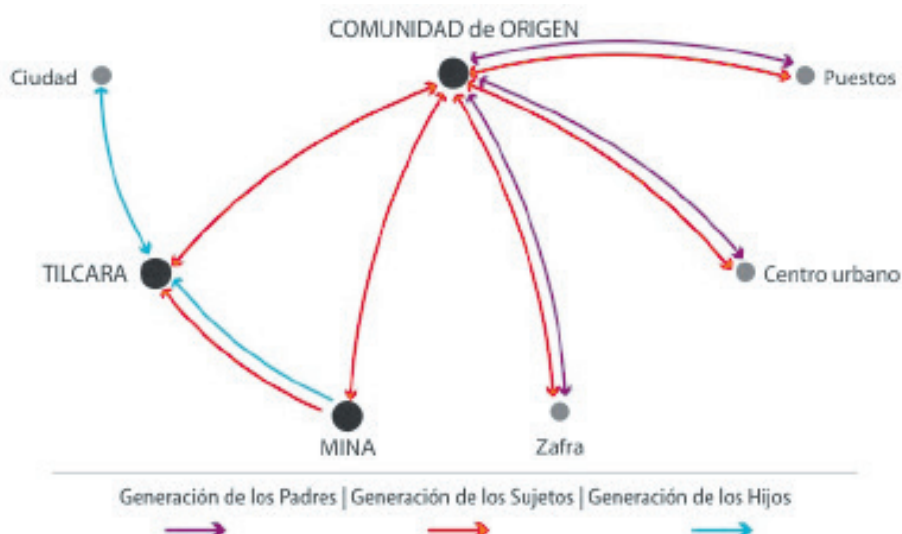 COMUNIDAD de ORIGEN
Ciudad
Puestos
TILCARA
Centro urbano
MINA
Zafra
Generación de los Padres | Generación de los Sujetos | Generación de los Hijos